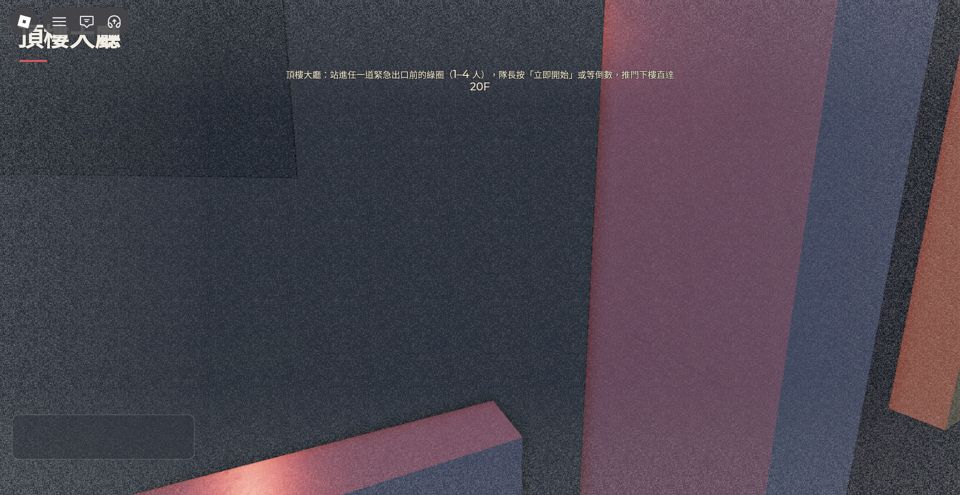 頂樓大廳
頂樓大廳：站進任一道緊急出口前的綠圈（1–4 人），隊長按「立即開始」或等倒數，推門下樓直達
20F